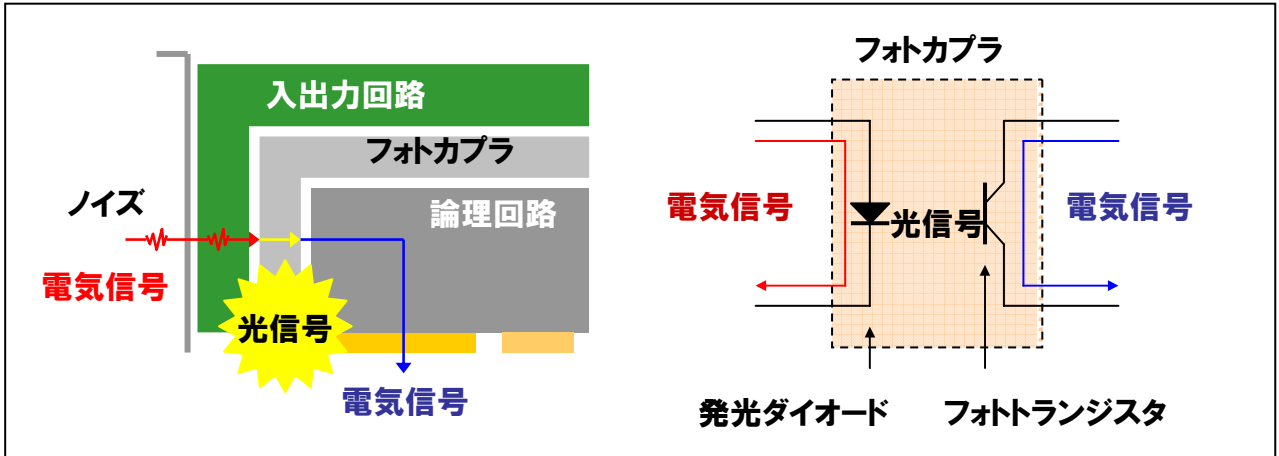 入出力回路
フォトカプラ
論理回路
ノイズ
電気信号
光信号
電気信号
フォトカプラ
電気信号
光信号
電気信号
発光ダイオード
フォトトランジスタ